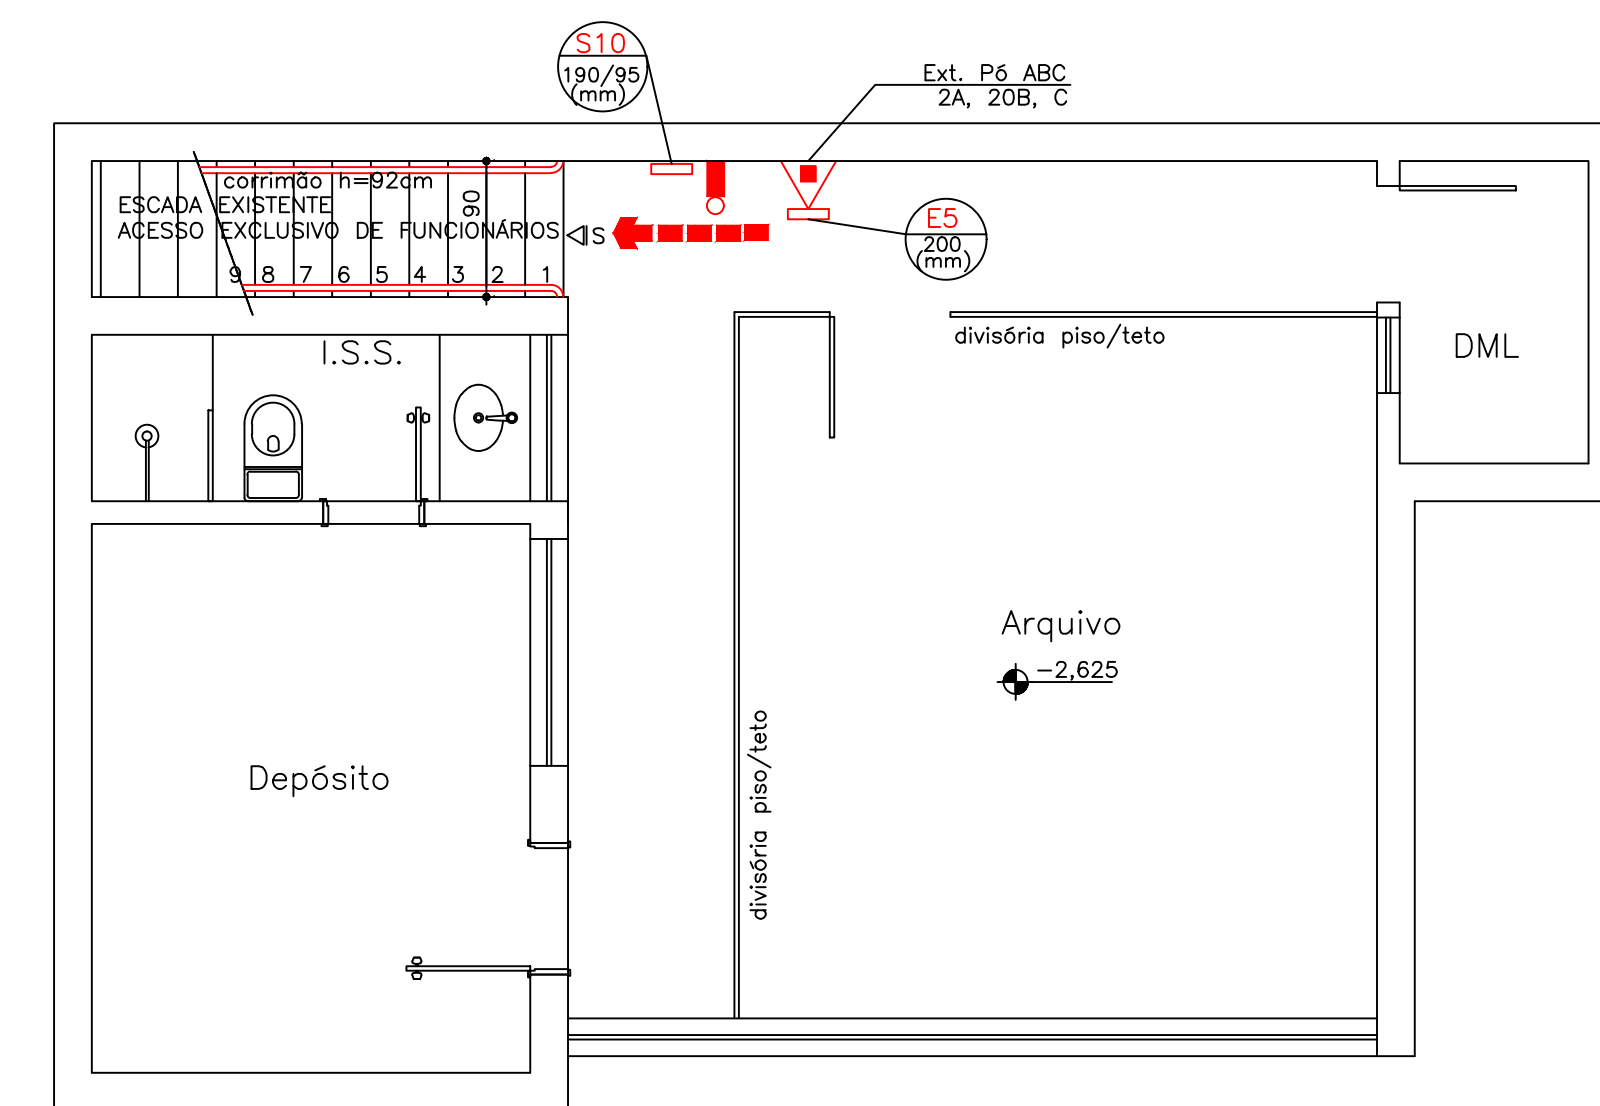 S10
190/95
(mm)
Ext. Pó ABC
2A, 20B, C
corrimão h=92cm
ESCADA EXISTENTE
ACESSO EXCLUSIVO DE FUNCIONÁRIOS
90
S
9 8 7 6 5 4 3 2 1
E5
200
(mm)
divisória piso/teto
DML
I.S.S.
Arquivo
-2,625
divisória piso/teto
Depósito